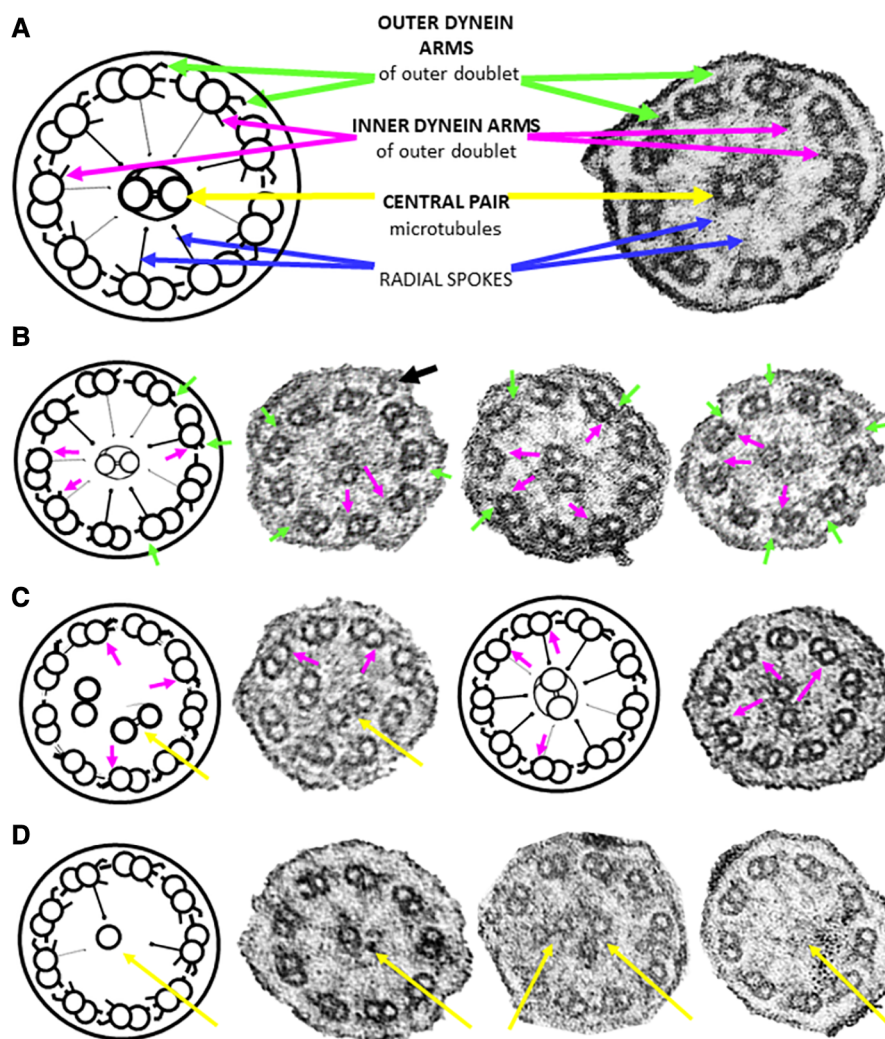 A
OUTER DYNEIN
ARMS
of outer doublet
INNER DYNEIN ARMS
of outer doublet
CENTRAL PAIR
microtubules
RADIAL SPOKES
B
C
D